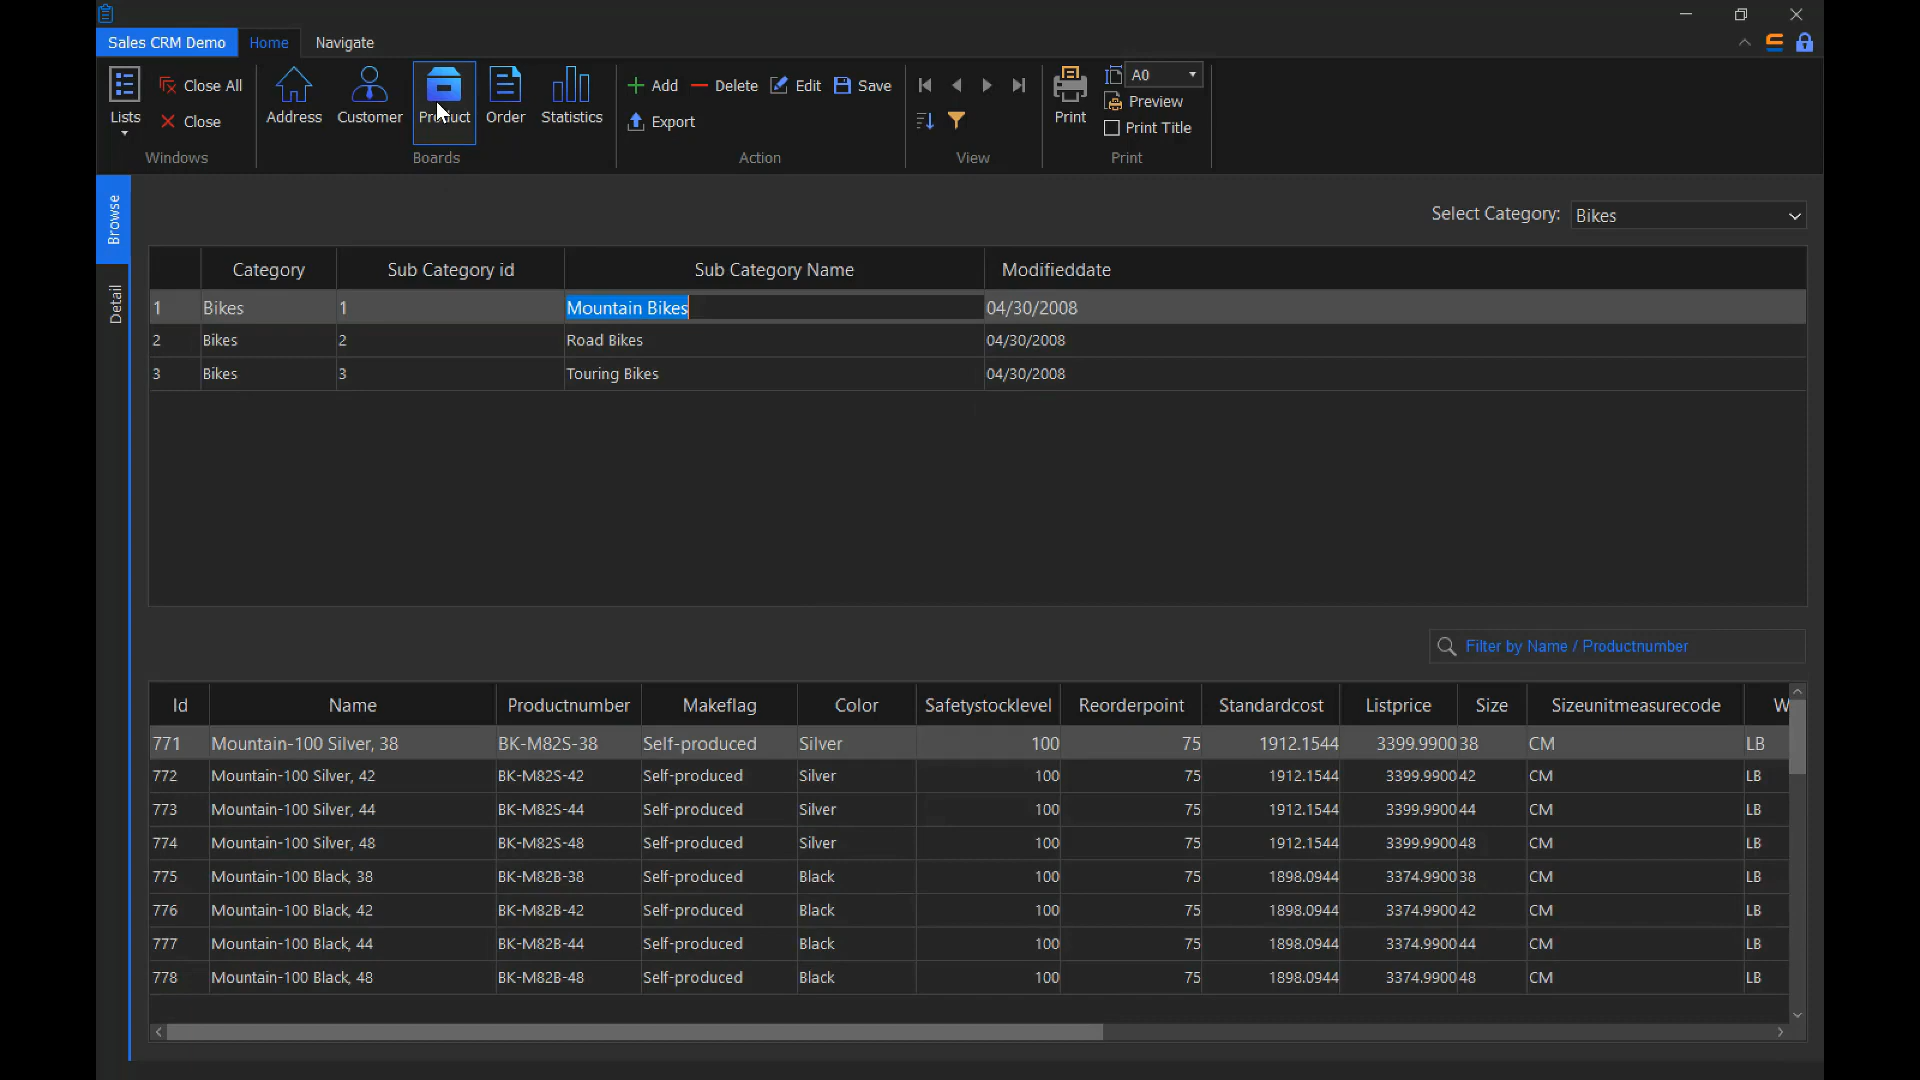 Sales CRM Demo Home Navigate
Lists Close All Close Windows
Address Customer Product Order Statistics Boards
Add Delete Edit Save Export Action
View
Print A0 Preview Print Title Print
Browse
Detail
Select Category: Bikes
Category Sub Category id Sub Category Name Modifieddate
1 Bikes 1 Mountain Bikes 04/30/2008
2 Bikes 2 Road Bikes 04/30/2008
3 Bikes 3 Touring Bikes 04/30/2008
Filter by Name / Productnumber
Id Name Productnumber Makeflag Color Safetystocklevel Reorderpoint Standardcost Listprice Size Sizeunitmeasurecode W
771 Mountain-100 Silver, 38 BK-M82S-38 Self-produced Silver 100 75 1912.1544 3399.9900 38 CM LB
772 Mountain-100 Silver, 42 BK-M82S-42 Self-produced Silver 100 75 1912.1544 3399.9900 42 CM LB
773 Mountain-100 Silver, 44 BK-M82S-44 Self-produced Silver 100 75 1912.1544 3399.9900 44 CM LB
774 Mountain-100 Silver, 48 BK-M82S-48 Self-produced Silver 100 75 1912.1544 3399.9900 48 CM LB
775 Mountain-100 Black, 38 BK-M82B-38 Self-produced Black 100 75 1898.0944 3374.9900 38 CM LB
776 Mountain-100 Black, 42 BK-M82B-42 Self-produced Black 100 75 1898.0944 3374.9900 42 CM LB
777 Mountain-100 Black, 44 BK-M82B-44 Self-produced Black 100 75 1898.0944 3374.9900 44 CM LB
778 Mountain-100 Black, 48 BK-M82B-48 Self-produced Black 100 75 1898.0944 3374.9900 48 CM LB